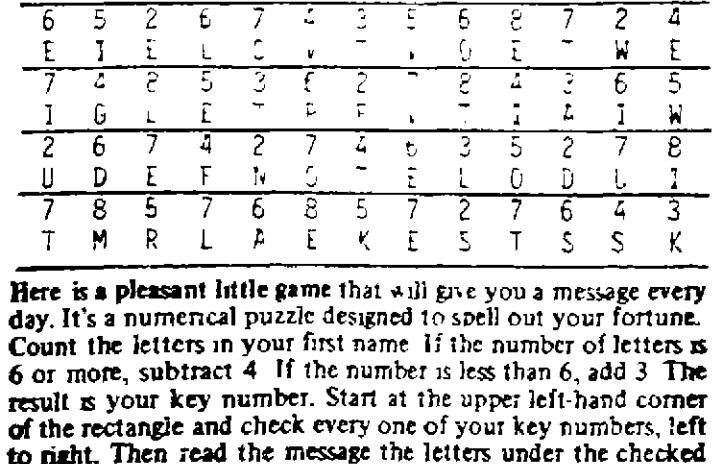 6 5 2 6 7 4 3 5 6 8 7 2 4
E I E L C O E W E
7 4 8 5 3 6 2 7 8 4 3 6 5
I G L E T P F T I A I W
2 6 7 4 2 7 4 6 3 5 2 7 8
U D E F N O T E L O D L I
7 8 5 7 6 8 5 7 2 7 6 4 3
T M R L A E K E S T S S K
Here is a pleasant little game that will give you a message every
day. It's a numerical puzzle designed to spell out your fortune.
Count the letters in your first name If the number of letters is
6 or more, subtract 4 If the number is less than 6, add 3 The
result is your key number. Start at the upper left-hand corner
of the rectangle and check every one of your key numbers, left
to right. Then read the message the letters under the checked